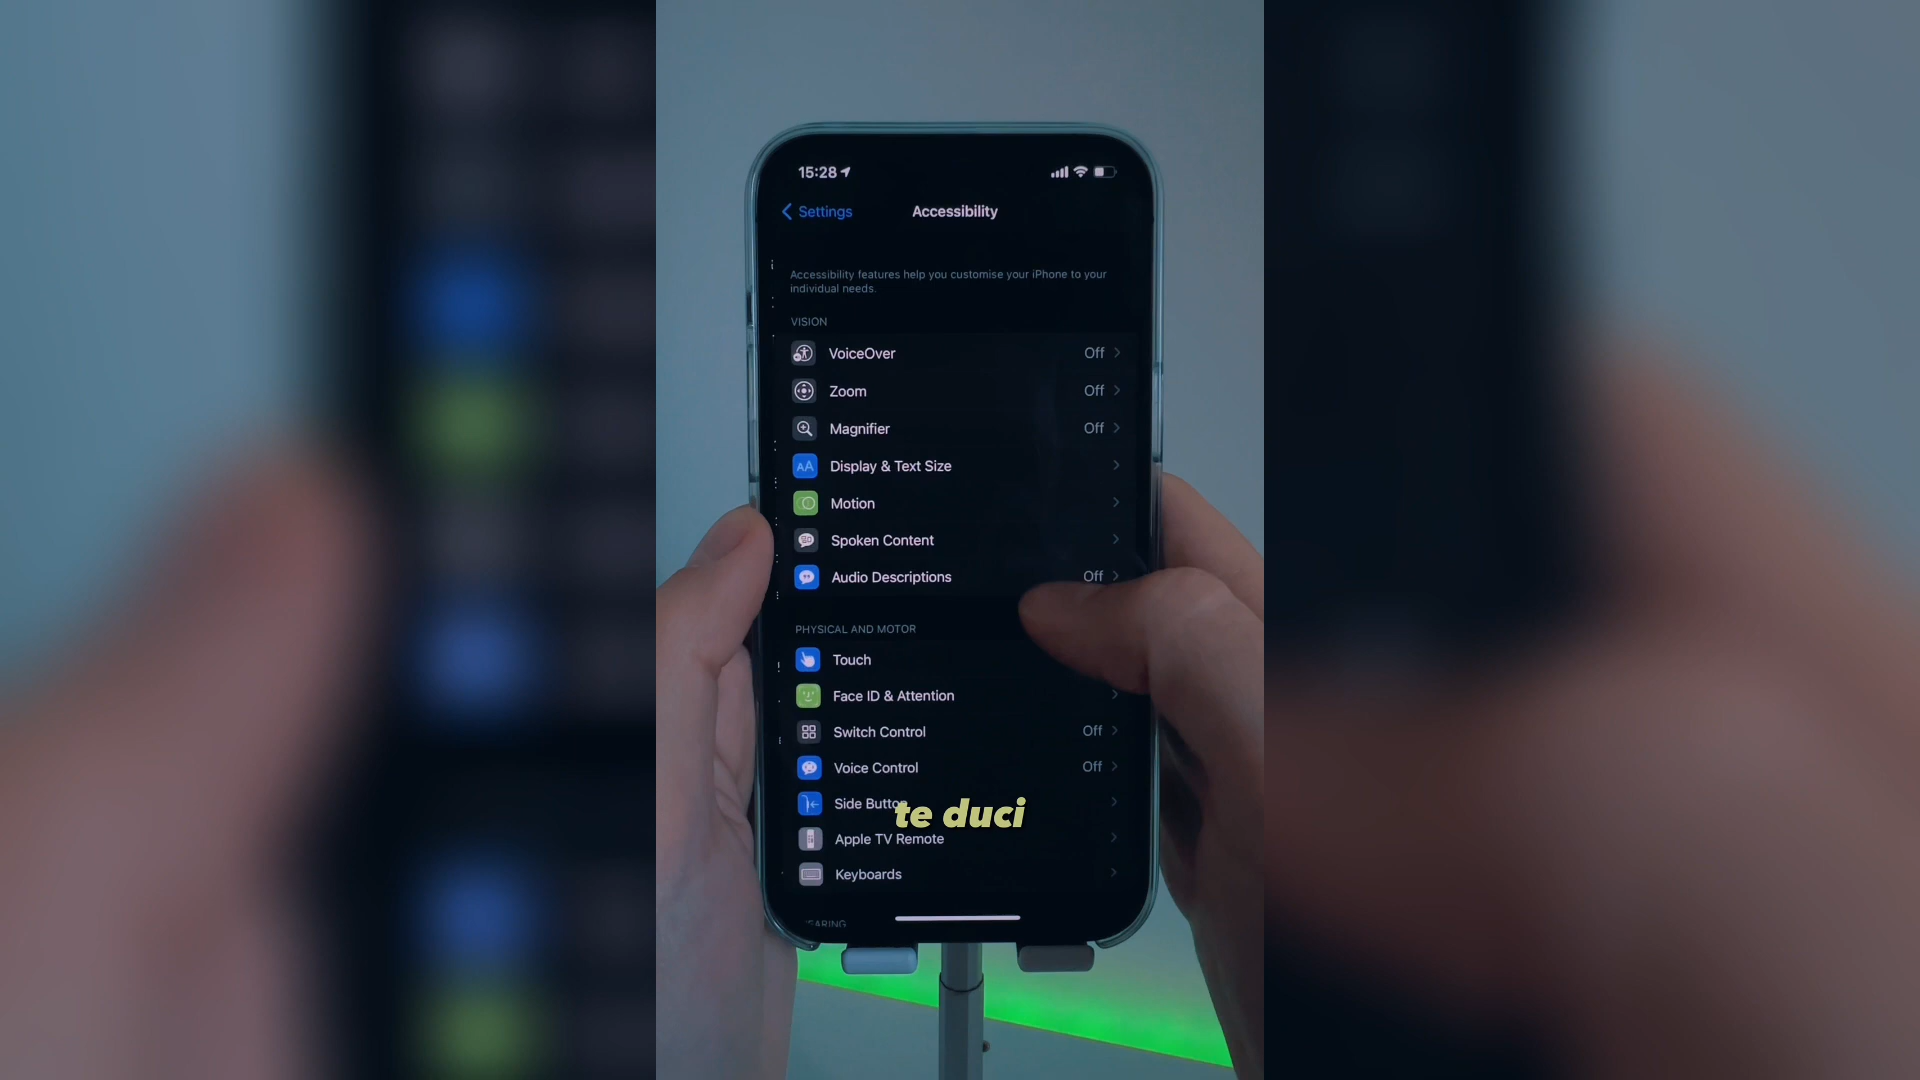 15:28
Settings
Accessibility
Accessibility features help you customise your iPhone to your
individual needs.
VISION
VoiceOver Off
Zoom Off
Magnifier Off
Display & Text Size
Motion
Spoken Content
Audio Descriptions Off
PHYSICAL AND MOTOR
Touch
Face ID & Attention
Switch Control Off
Voice Control Off
Side Button
te duci
Apple TV Remote
Keyboards